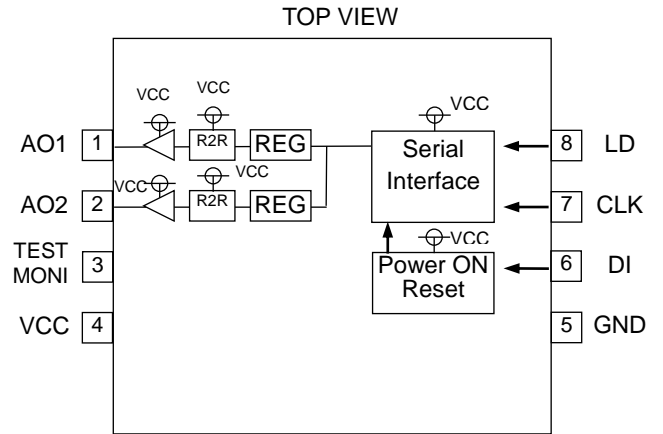 TOP VIEW
VCC
VCC
VCC
AO1 1 R2R REG Serial Interface 8 LD
VCC
VCC
AO2 2 R2R REG 7 CLK
VCC
TEST MONI 3 Power ON Reset 6 DI
VCC 4 5 GND